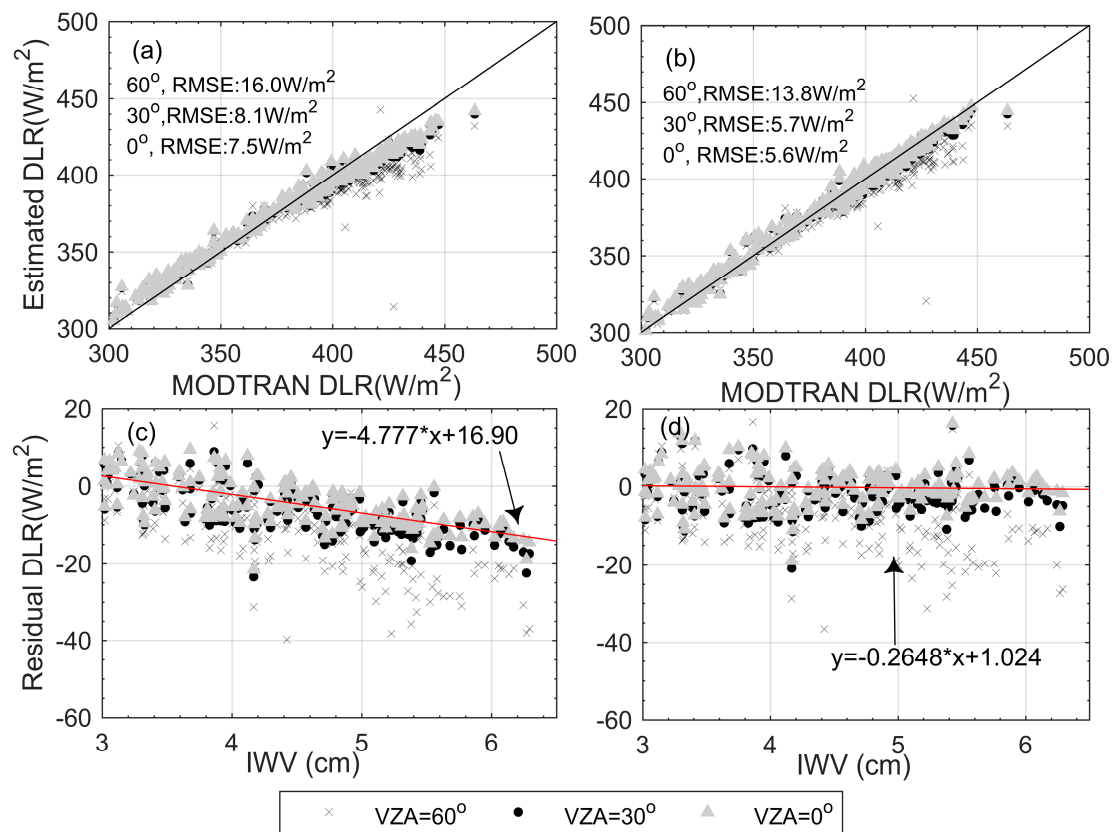 (a)
60°, RMSE:16.0W/m²
30°,RMSE:8.1W/m²
0°, RMSE:7.5W/m²
500
450
400
350
300
Estimated DLR(W/m²)
300
350
400
450
500
MODTRAN DLR(W/m²)
(b)
60°,RMSE:13.8W/m²
30°,RMSE:5.7W/m²
0°, RMSE:5.6W/m²
500
450
400
350
300
300
350
400
450
500
MODTRAN DLR(W/m²)
(c)
y=-4.777*x+16.90
20
0
-20
-40
-60
Residual DLR(W/m²)
3
4
5
6
IWV (cm)
(d)
y=-0.2648*x+1.024
20
0
-20
-40
-60
3
4
5
6
IWV (cm)
VZA=60°
VZA=30°
VZA=0°